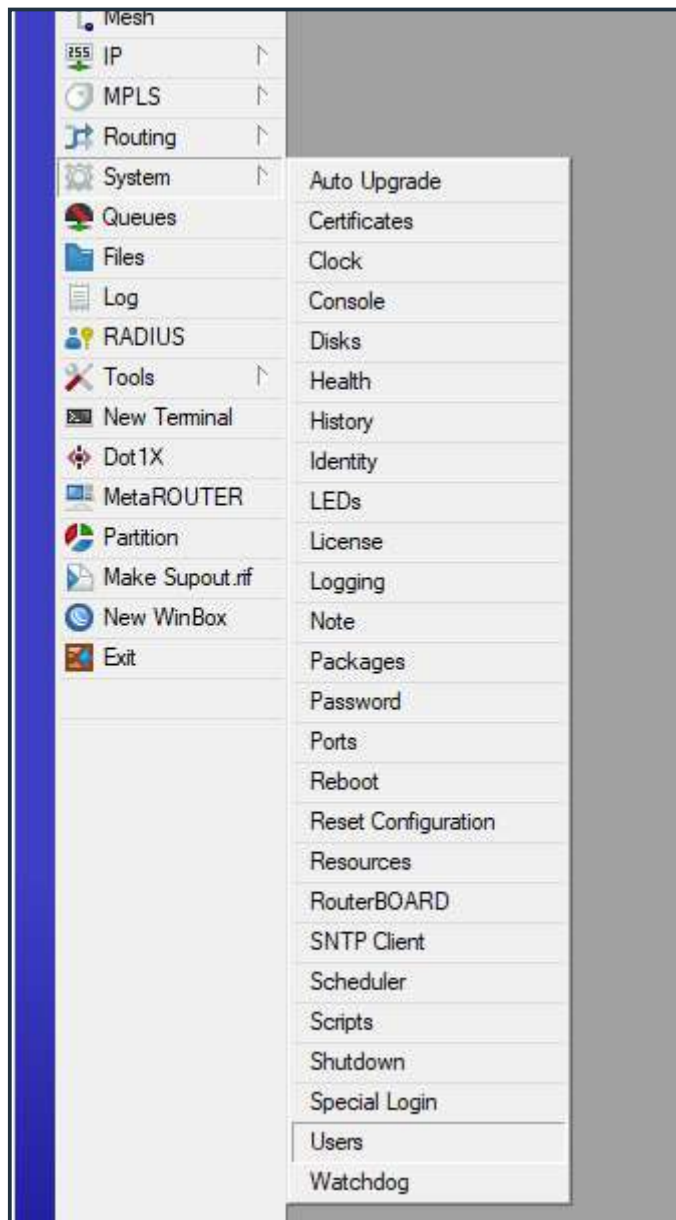 Mesh
255 IP
MPLS
Routing
System
Queues
Files
Log
RADIUS
Tools
New Terminal
Dot1X
MetaROUTER
Partition
Make Supout.rif
New WinBox
Exit
Auto Upgrade
Certificates
Clock
Console
Disks
Health
History
Identity
LEDs
License
Logging
Note
Packages
Password
Ports
Reboot
Reset Configuration
Resources
RouterBOARD
SNTP Client
Scheduler
Scripts
Shutdown
Special Login
Users
Watchdog